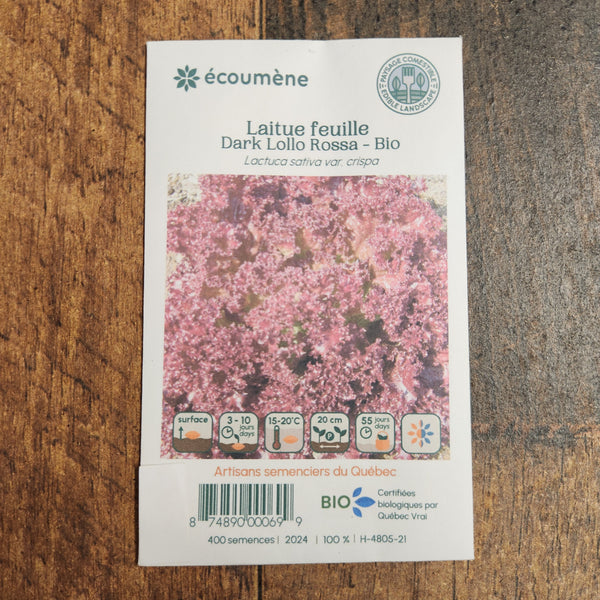 écoumène
PAYSAGE COMESTIBLE
EDIBLE LANDSCAPE
Laitue feuille
Dark Lollo Rossa - Bio
Lactuca sativa var. crispa
surface
3 - 10
jours
days
15-20°C
20 cm
P
55 jours
days
Artisans semenciers du Québec
8 74890 00069 9
BIO
Certifiées
biologiques par
Québec Vrai
400 semences | 2024 | 100 % | H-4805-21